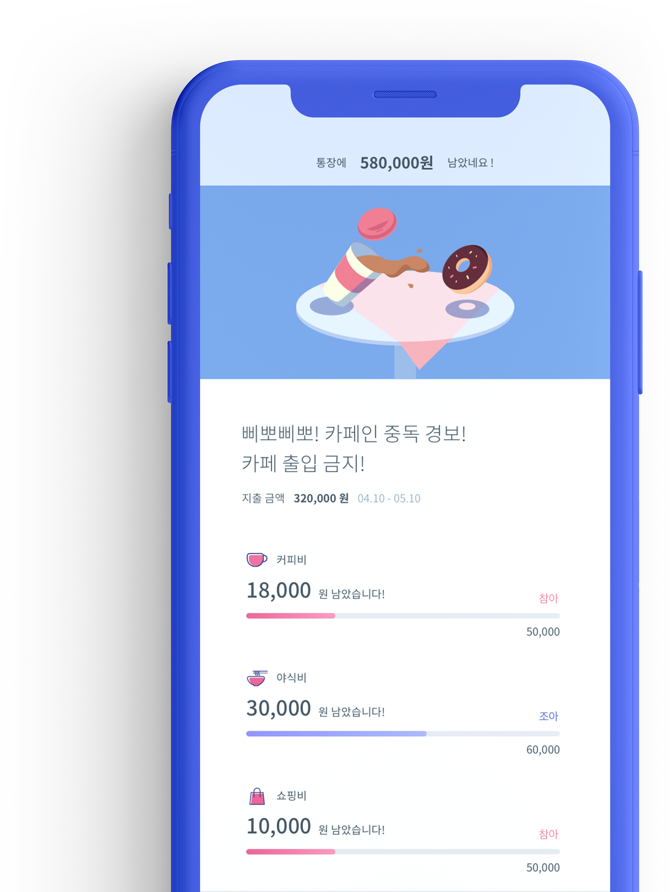 통장에 580,000원 남았네요 !
삐뽀삐뽀! 카페인 중독 경보!
카페 출입 금지!
지출 금액 320,000 원 04.10 - 05.10
커피비
18,000 원 남았습니다!
참아
50,000
야식비
30,000 원 남았습니다!
조아
60,000
쇼핑비
10,000 원 남았습니다!
참아
50,000